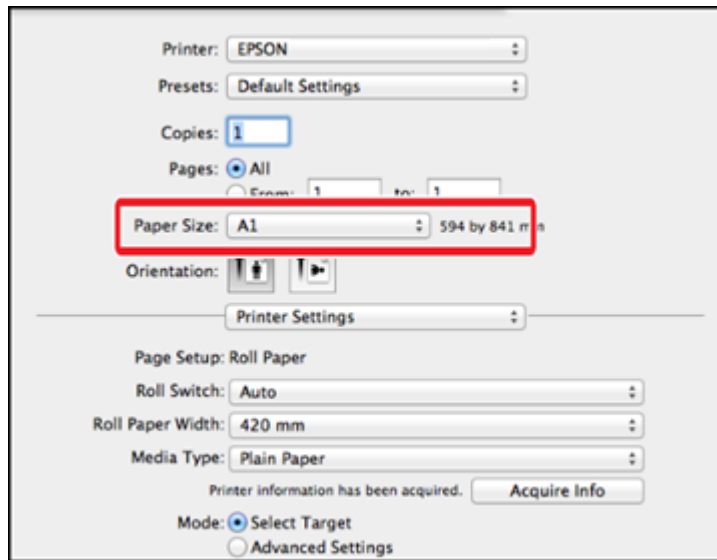 Printer: EPSON
Presets: Default Settings
Copies: 1
Pages: All
From: 1 to: 1
Paper Size: A1 594 by 841 mm
Orientation:
Printer Settings
Page Setup: Roll Paper
Roll Switch: Auto
Roll Paper Width: 420 mm
Media Type: Plain Paper
Printer information has been acquired. Acquire Info
Mode: Select Target
Advanced Settings